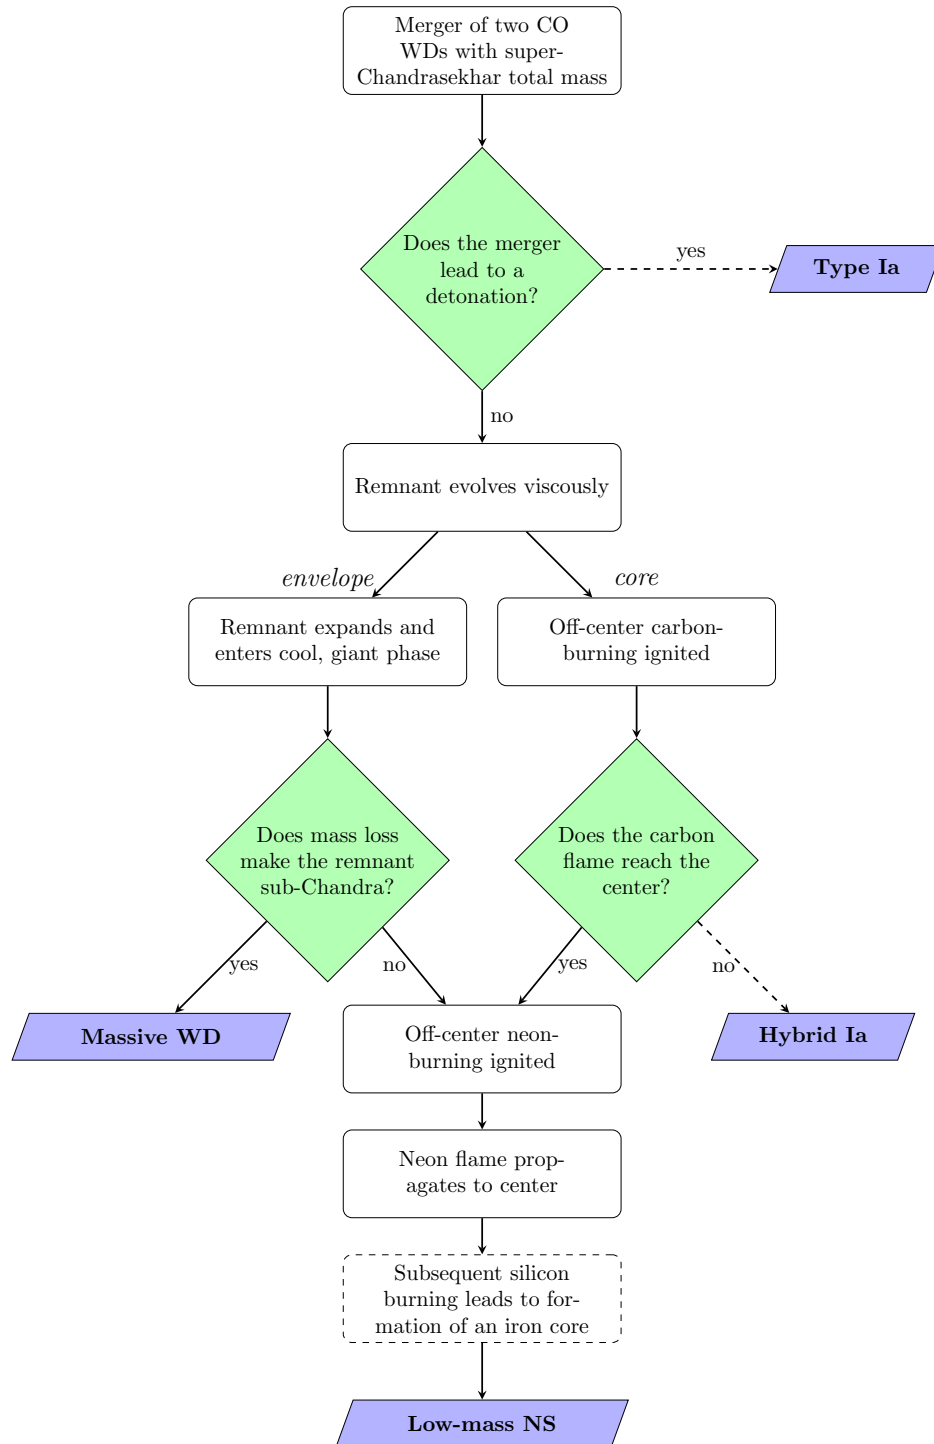 Merger of two CO
WDs with super-
Chandrasekhar total mass
Does the merger
lead to a
detonation?
yes
Type Ia
no
Remnant evolves viscously
envelope
core
Remnant expands and
enters cool, giant phase
Off-center carbon-
burning ignited
Does mass loss
make the remnant
sub-Chandra?
Does the carbon
flame reach the
center?
yes
no
yes
no
Massive WD
Off-center neon-
burning ignited
Hybrid Ia
Neon flame prop-
agates to center
Subsequent silicon
burning leads to for-
mation of an iron core
Low-mass NS